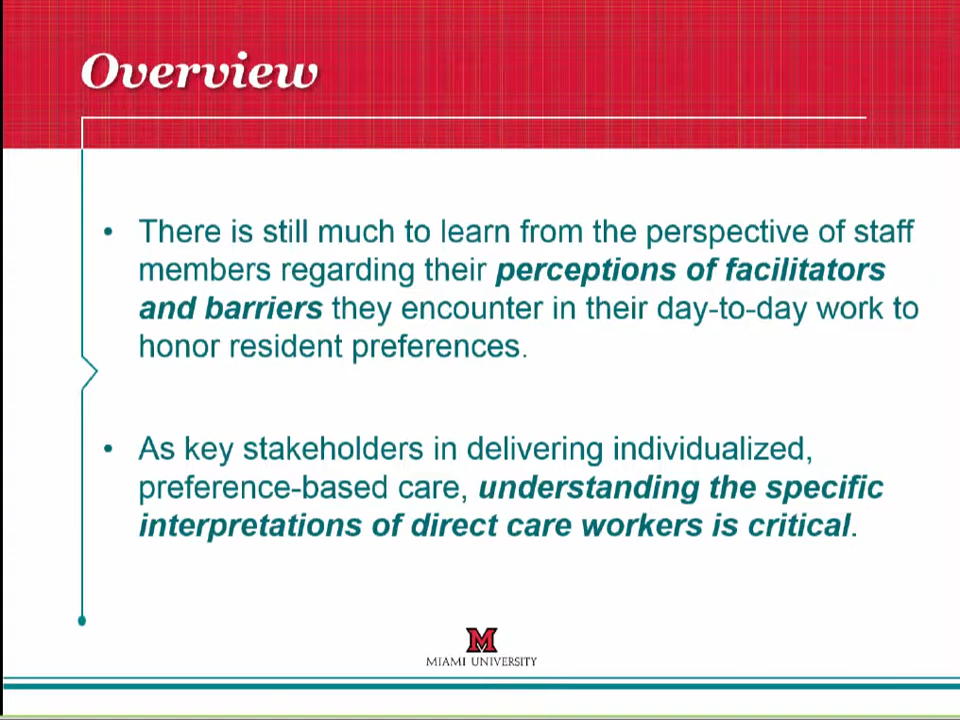 Overview
• There is still much to learn from the perspective of staff
members regarding their perceptions of facilitators
and barriers they encounter in their day-to-day work to
honor resident preferences.
• As key stakeholders in delivering individualized,
preference-based care, understanding the specific
interpretations of direct care workers is critical.
M
MIAMI UNIVERSITY